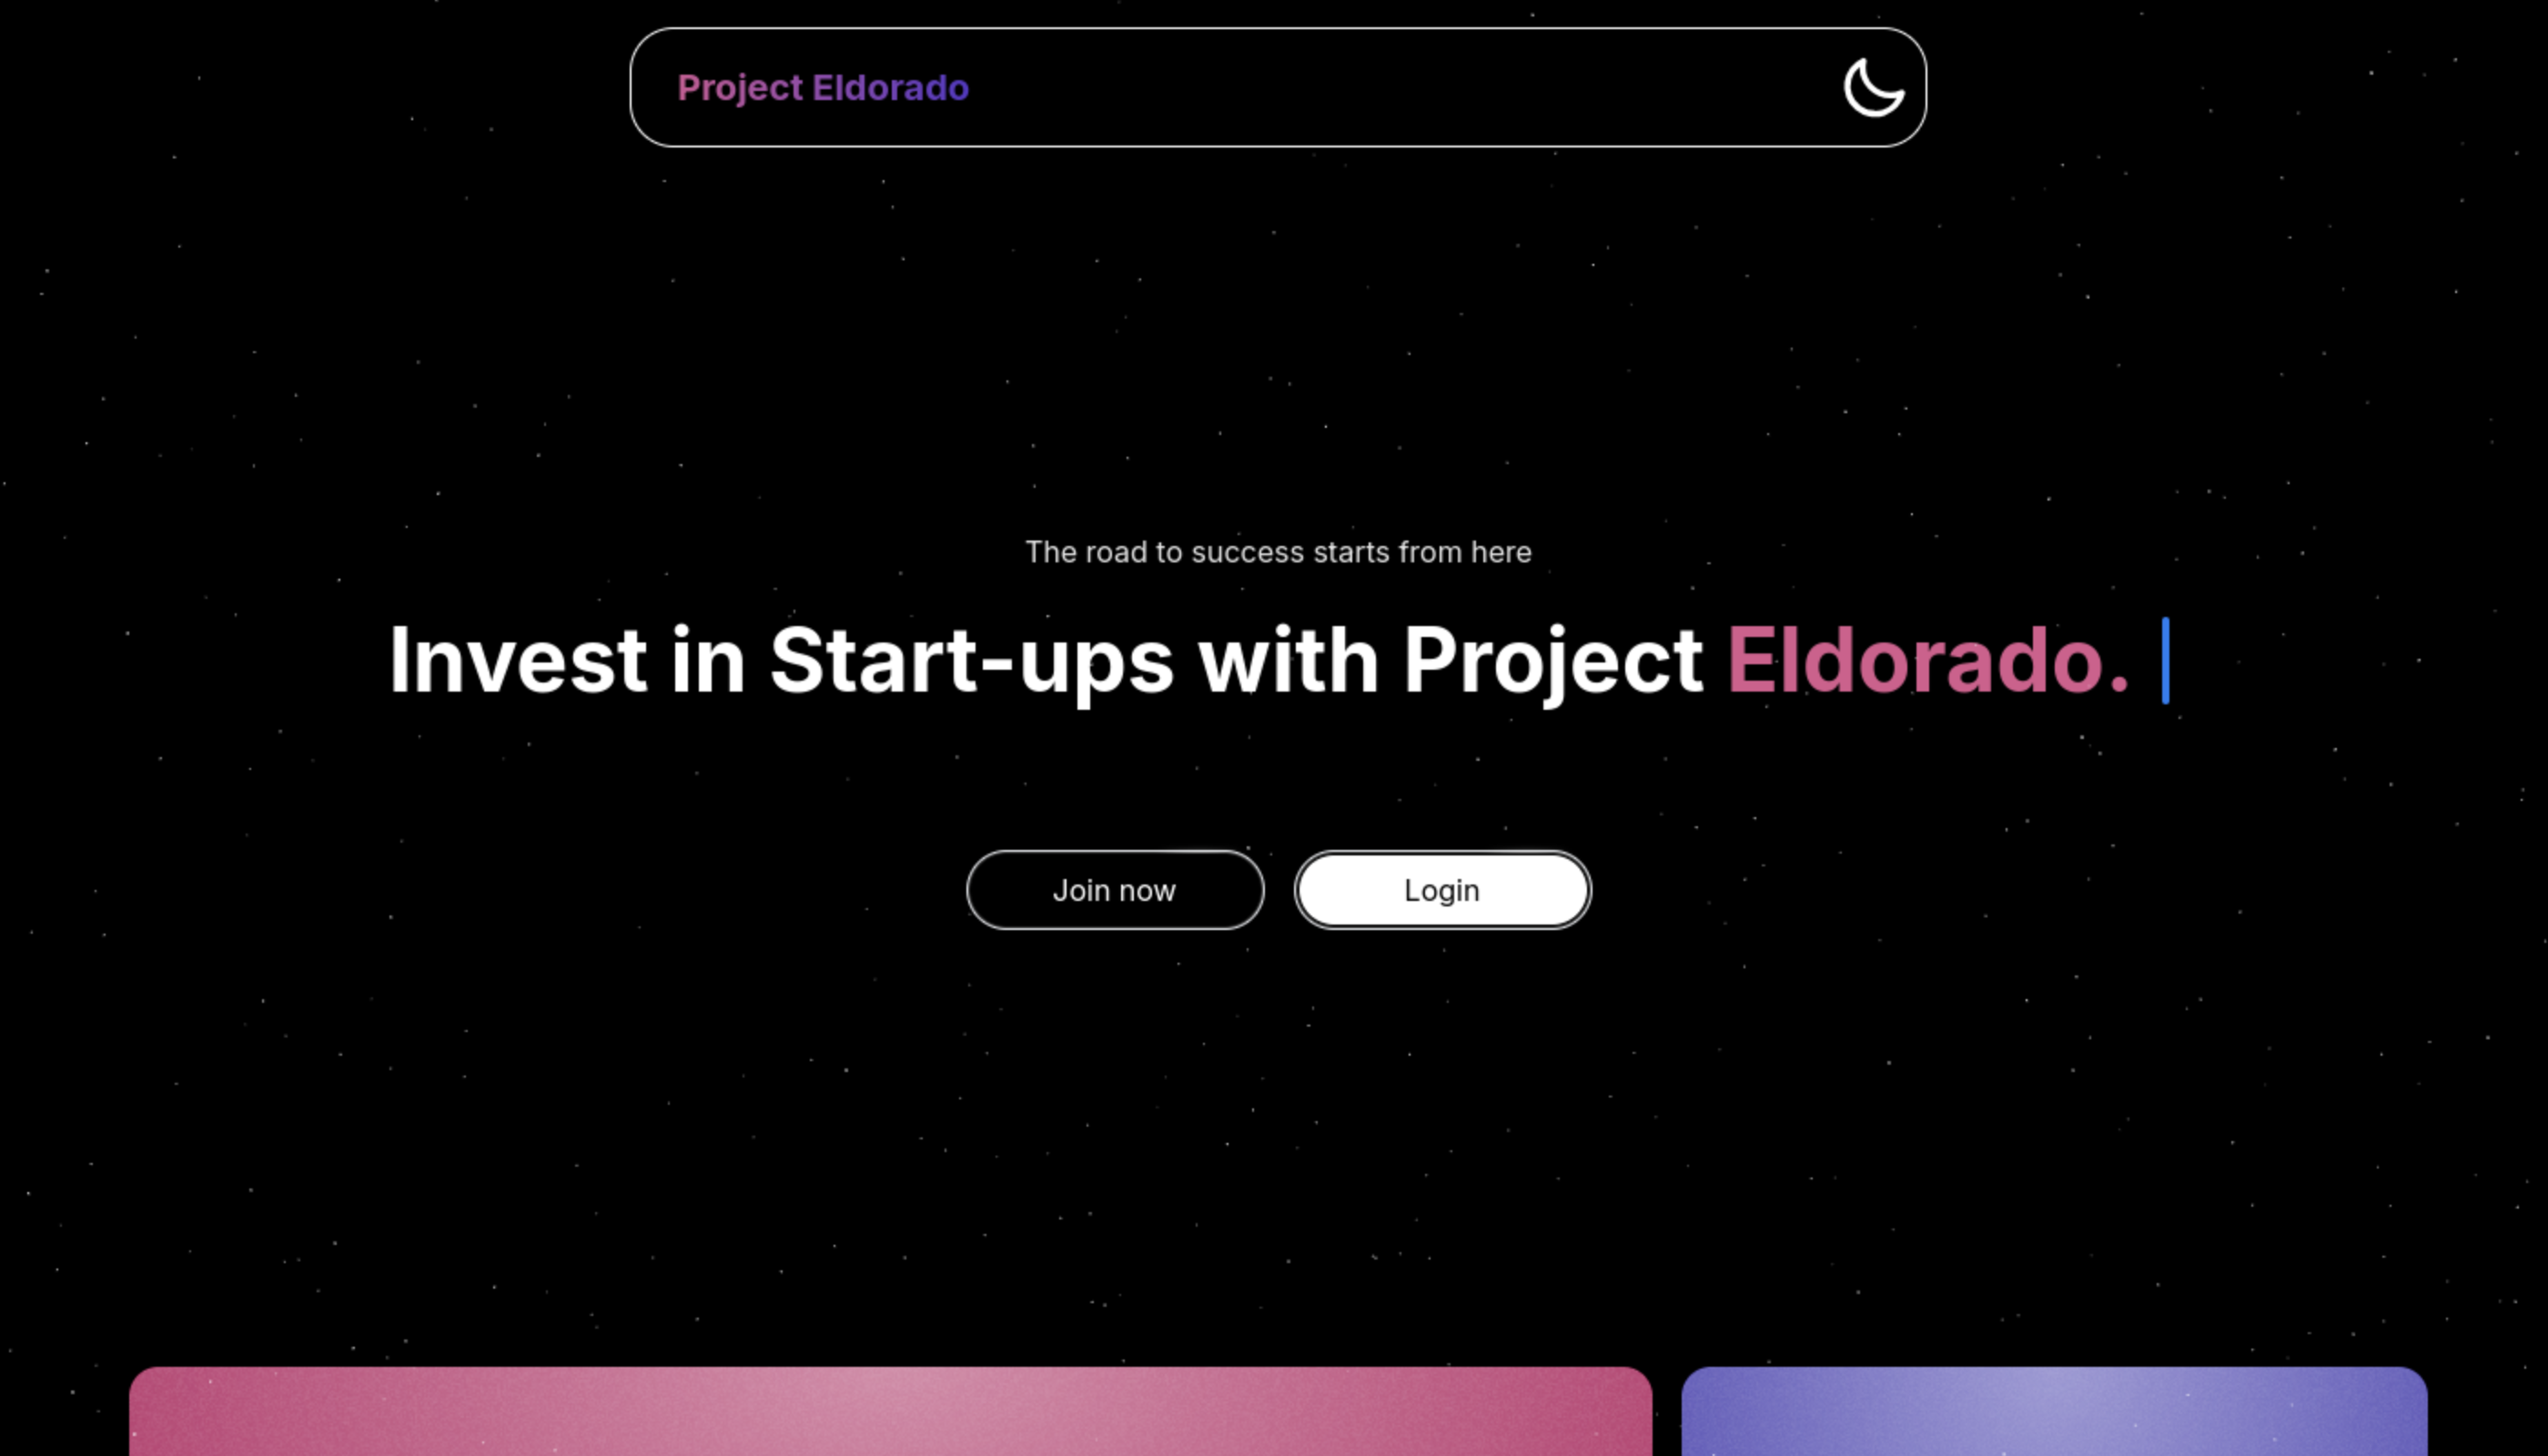 Project Eldorado
The road to success starts from here
Invest in Start-ups with Project Eldorado.
Join now
Login